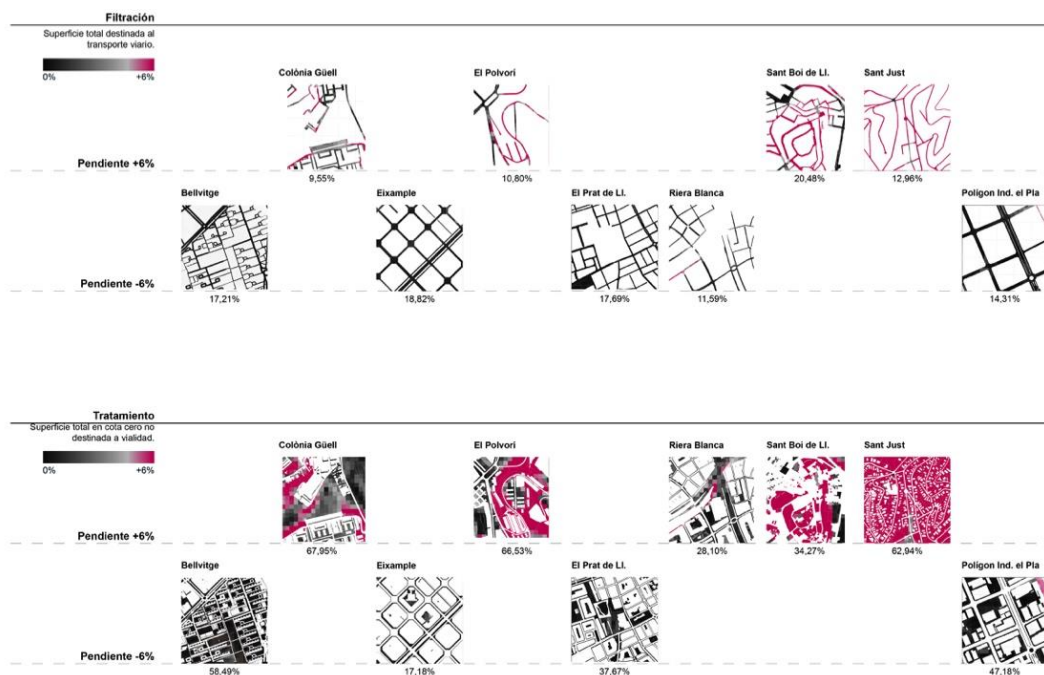 Filtración
Superficie total destinada al
transporte viario.
0% +6%
Colònia Güell El Polvorí Sant Boi de Ll. Sant Just
Pendiente +6%
9,55% 10,80% 20,48% 12,96%
Bellvitge Eixample El Prat de Ll. Riera Blanca Polígon Ind. el Pla
Pendiente -6%
17,21% 18,82% 17,69% 11,59% 14,31%
Tratamiento
Superficie total en cota cero no
destinada a vialidad.
0% +6%
Colònia Güell El Polvorí Riera Blanca Sant Boi de Ll. Sant Just
Pendiente +6%
67,95% 66,53% 28,10% 34,27% 62,94%
Bellvitge Eixample El Prat de Ll. Polígon Ind. el Pla
Pendiente -6%
58,49% 17,18% 37,67% 47,18%